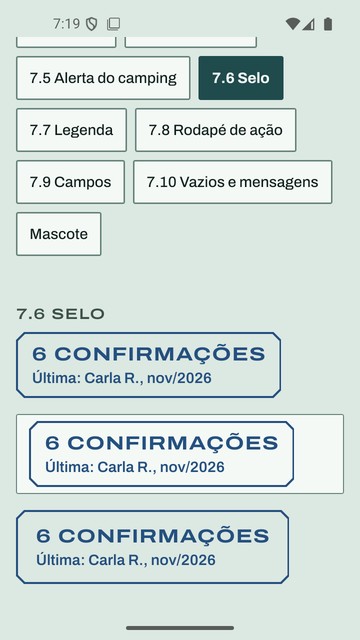 7:19
7.5 Alerta do camping
7.6 Selo
7.7 Legenda
7.8 Rodapé de ação
7.9 Campos
7.10 Vazios e mensagens
Mascote
7.6 SELO
6 CONFIRMAÇÕES
Última: Carla R., nov/2026
6 CONFIRMAÇÕES
Última: Carla R., nov/2026
6 CONFIRMAÇÕES
Última: Carla R., nov/2026